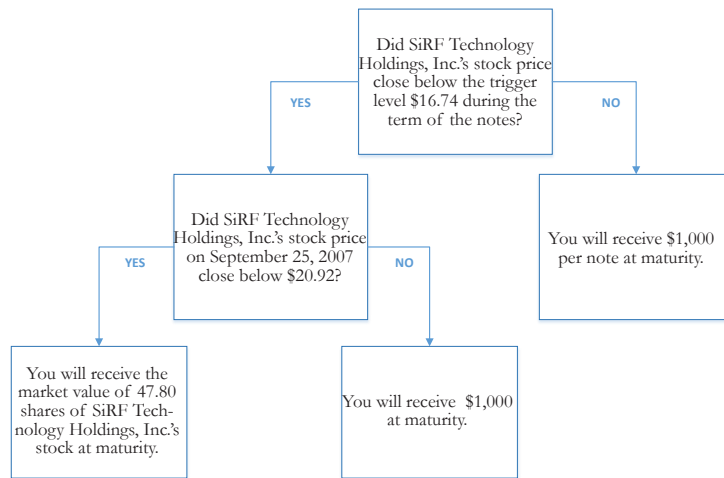 Did SiRF Technology
Holdings, Inc.'s stock price
close below the trigger
level $16.74 during the
term of the notes?
YES
NO
Did SiRF Technology
Holdings, Inc.'s stock price
on September 25, 2007
close below $20.92?
You will receive $1,000
per note at maturity.
YES
NO
You will receive the
market value of 47.80
shares of SiRF Tech-
nology Holdings, Inc.'s
stock at maturity.
You will receive $1,000
at maturity.